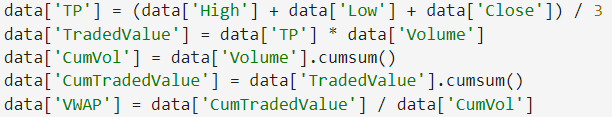 data['TP'] = (data['High'] + data['Low'] + data['Close']) / 3
data['TradedValue'] = data['TP'] * data['Volume']
data['CumVol'] = data['Volume'].cumsum()
data['CumTradedValue'] = data['TradedValue'].cumsum()
data['VWAP'] = data['CumTradedValue'] / data['CumVol']